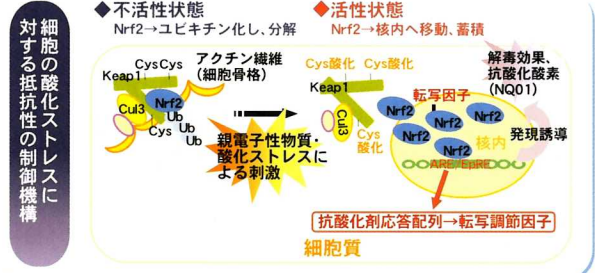 細胞の酸化ストレスに
対する抵抗性の制御機構
◆不活性状態
Nrf2→ユビキチン化し、分解
◆活性状態
Nrf2→核内へ移動、蓄積
CysCys
Keap1
アクチン繊維
(細胞骨格)
Nrf2
Cul3
Ub
Cys
Ub
Ub
親電子性物質・
酸化ストレスに
よる刺激
Cys酸化 Cys酸化
Keap1
Cul3
Cys
酸化
転写因子
Nrf2
Nrf2
Nrf2
Nrf2
Nrf2
核内
ARE/EpRE
解毒効果、
抗酸化酸素
(NQO1)
発現誘導
抗酸化剤応答配列→転写調節因子
細胞質